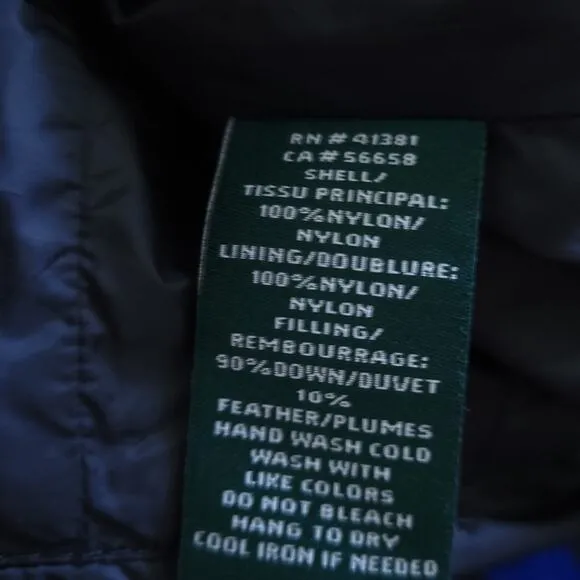 RN # 41381
CA # 56658
SHELL/
TISSU PRINCIPAL:
100%NYLON/
NYLON
LINING/DOUBLURE:
100%NYLON/
NYLON
FILLING/
REMBOURRAGE:
90%DOWN/DUVET
10%
FEATHER/PLUMES
HAND WASH COLD
WASH WITH
LIKE COLORS
DO NOT BLEACH
HANG TO DRY
COOL IRON IF NEEDED